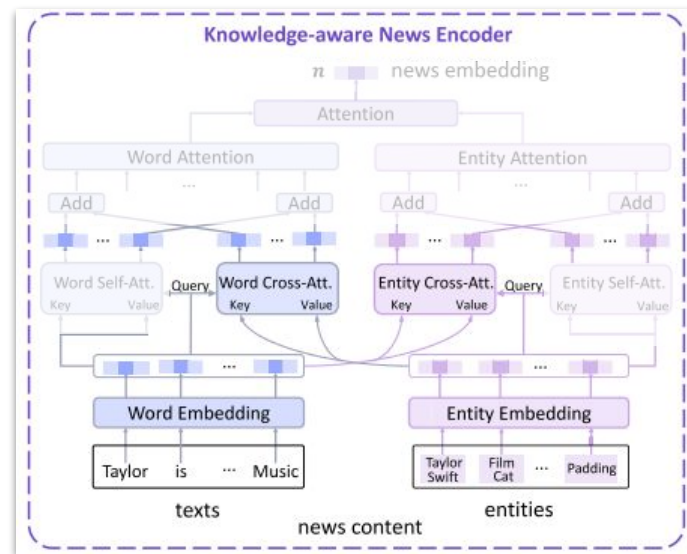 Knowledge-aware News Encoder
n news embedding
Attention
Word Attention Entity Attention
... ...
Add Add Add Add
... ... ... ...
Word Self-Att. Query Word Cross-Att. Entity Cross-Att. Query Entity Self-Att.
Key Value Key Value Key Value Key Value
... ...
Word Embedding Entity Embedding
Taylor is ... Music Taylor Swift Film Cat ... Padding
texts entities
news content